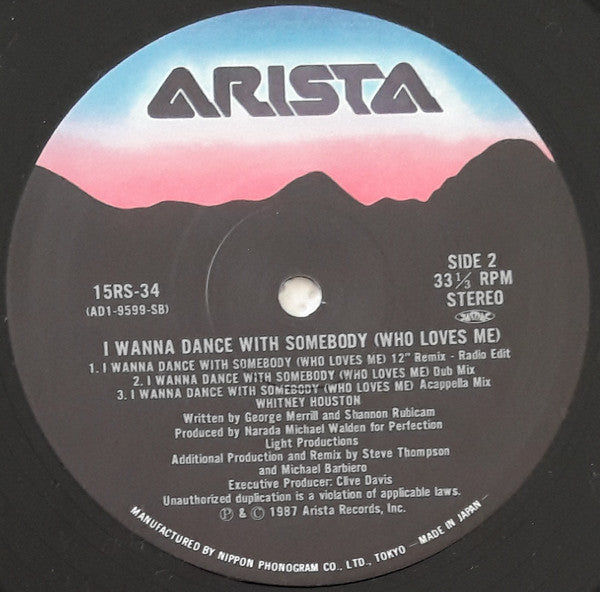 ARISTA
15RS-34
(AD1-9599-SB)
SIDE 2
33 1/3 RPM
STEREO
I WANNA DANCE WITH SOMEBODY (WHO LOVES ME)
1. I WANNA DANCE WITH SOMEBODY (WHO LOVES ME) 12" Remix - Radio Edit
2. I WANNA DANCE WITH SOMEBODY (WHO LOVES ME) Dub Mix
3. I WANNA DANCE WITH SOMEBODY (WHO LOVES ME) Acappella Mix
WHITNEY HOUSTON
Written by George Merrill and Shannon Rubicam
Produced by Narada Michael Walden for Perfection
Light Productions
Additional Production and Remix by Steve Thompson
and Michael Barbiero
Executive Producer: Clive Davis
Unauthorized duplication is a violation of applicable laws.
℗ & © 1987 Arista Records, Inc.
MANUFACTURED BY NIPPON PHONOGRAM CO., LTD., TOKYO – MADE IN JAPAN –